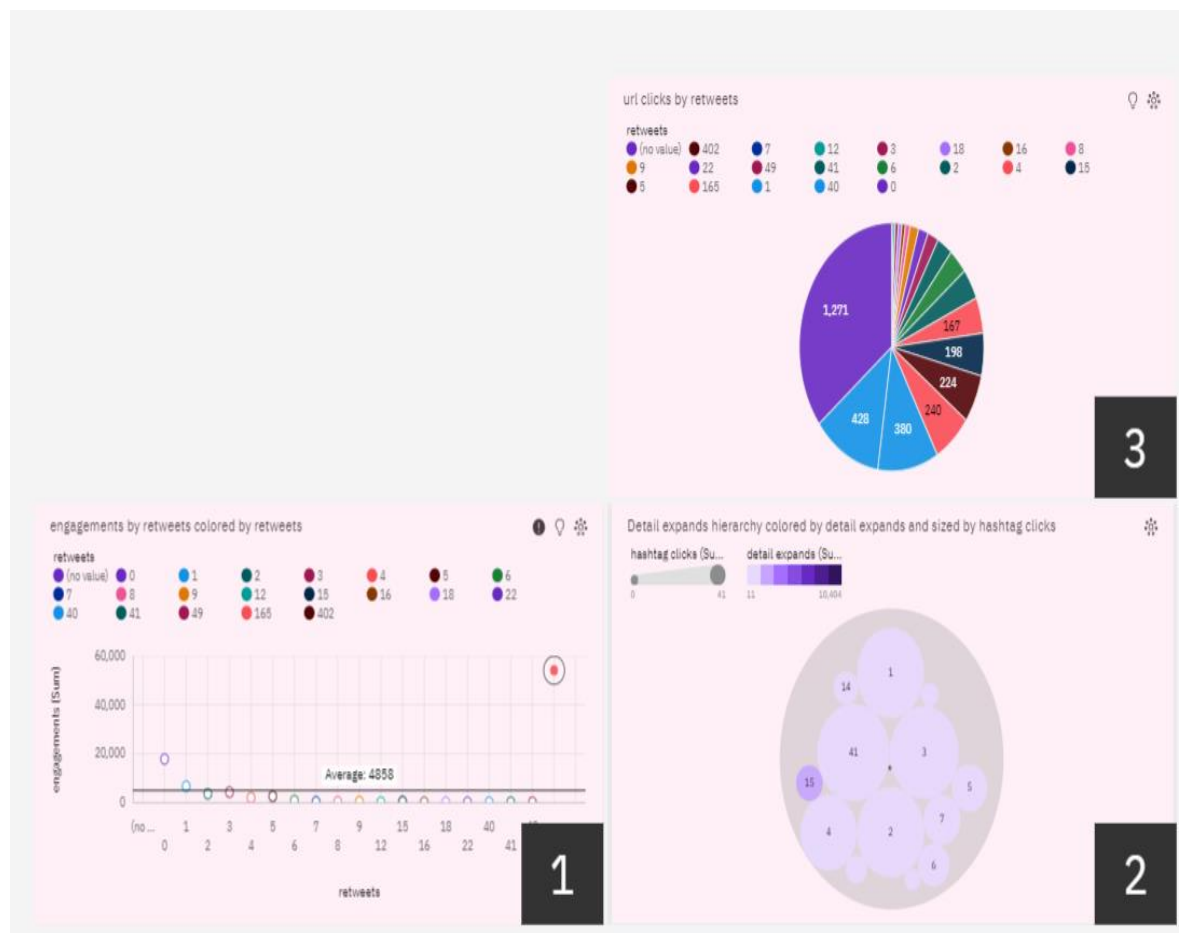 url clicks by retweets
retweets
(no value) 402 7 12 3 18 16 8
9 22 49 41 6 2 4 15
5 165 1 40 0
1,271
167
198
224
240
428
380
3
engagements by retweets colored by retweets
retweets
(no value) 0 1 2 3 4 5 6
7 8 9 12 15 16 18 22
40 41 49 165 402
engagements (Sum)
60,000
40,000
20,000
0
Average: 4858
(no ... 1 3 5 7 9 15 18 40
0 2 4 6 8 12 16 22 41
retweets
1
Detail expands hierarchy colored by detail expands and sized by hashtag clicks
hashtag clicks (Su... detail expands (Su...
0 41 11 10,404
1
14
41 3
15 5
4 2 7
6
2